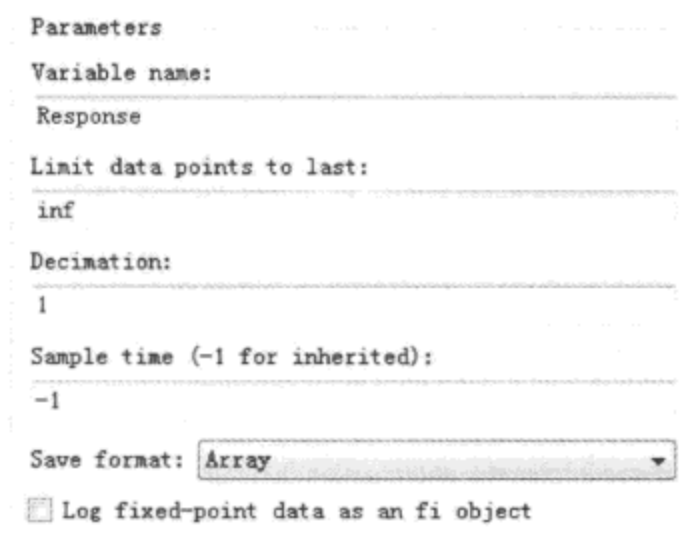 Parameters
Variable name:
Response
Limit data points to last:
inf
Decimation:
1
Sample time (-1 for inherited):
-1
Save format: Array
Log fixed-point data as an fi object